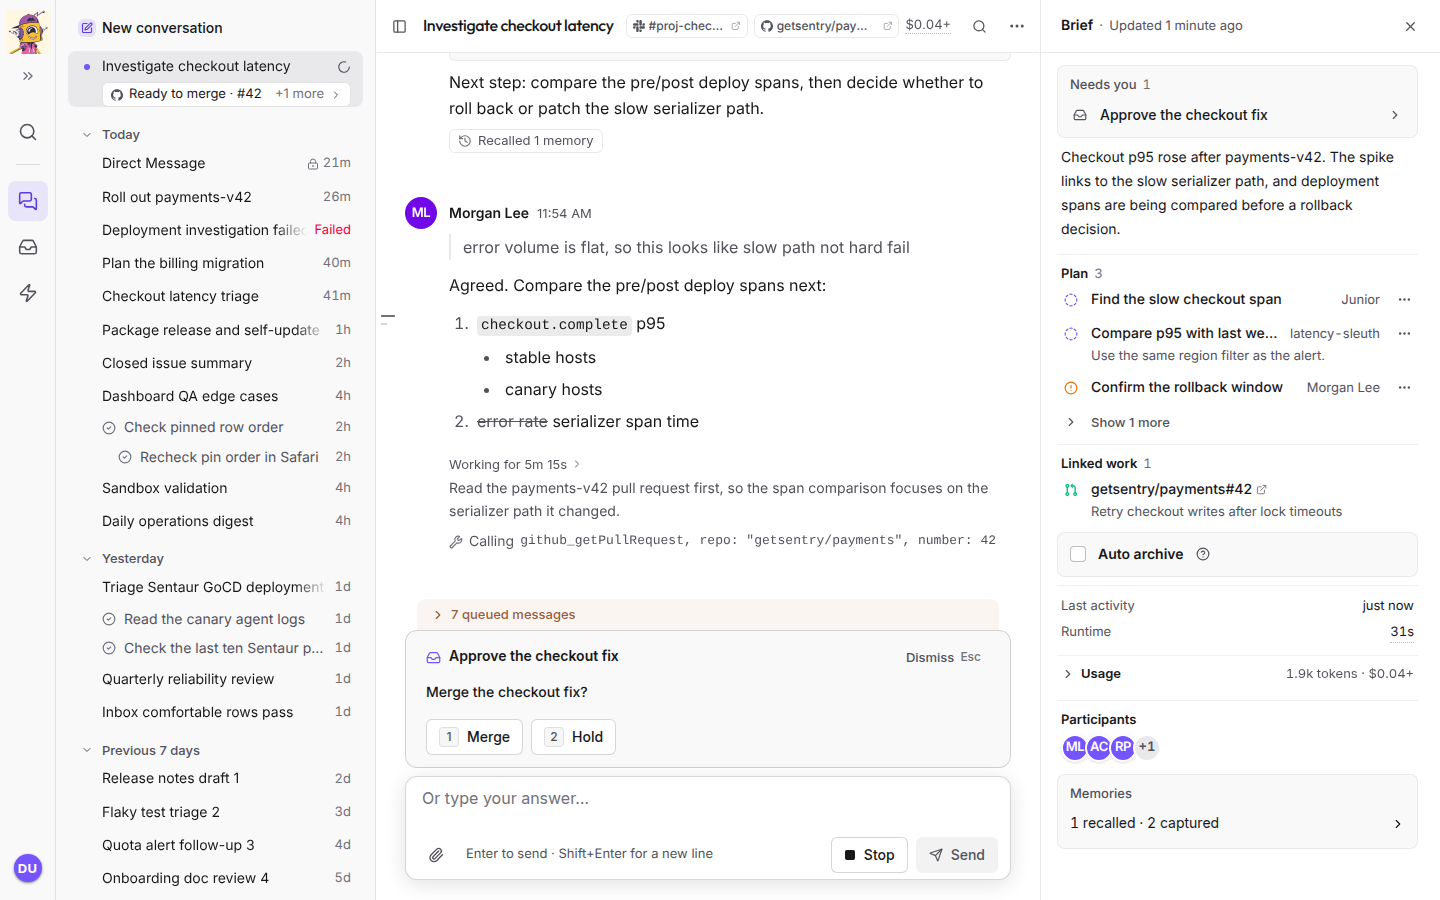 New conversation
Investigate checkout latency
Ready to merge · #42 +1 more
Today
Direct Message 21m
Roll out payments-v42 26m
Deployment investigation failed Failed
Plan the billing migration 40m
Checkout latency triage 41m
Package release and self-update 1h
Closed issue summary 2h
Dashboard QA edge cases 4h
Check pinned row order 2h
Recheck pin order in Safari 2h
Sandbox validation 4h
Daily operations digest 4h
Yesterday
Triage Sentaur GoCD deployment 1d
Read the canary agent logs 1d
Check the last ten Sentaur p... 1d
Quarterly reliability review 1d
Inbox comfortable rows pass 1d
Previous 7 days
Release notes draft 1 2d
Flaky test triage 2 3d
Quota alert follow-up 3 4d
Onboarding doc review 4 5d
DU
Investigate checkout latency #proj-chec... getsentry/pay... $0.04+
Next step: compare the pre/post deploy spans, then decide whether to
roll back or patch the slow serializer path.
Recalled 1 memory
ML Morgan Lee 11:54 AM
error volume is flat, so this looks like slow path not hard fail
Agreed. Compare the pre/post deploy spans next:
1. checkout.complete p95
• stable hosts
• canary hosts
2. error rate serializer span time
Working for 5m 15s
Read the payments-v42 pull request first, so the span comparison focuses on the
serializer path it changed.
Calling github_getPullRequest, repo: "getsentry/payments", number: 42
7 queued messages
Approve the checkout fix Dismiss Esc
Merge the checkout fix?
1 Merge 2 Hold
Or type your answer...
Enter to send · Shift+Enter for a new line Stop Send
Brief · Updated 1 minute ago
Needs you 1
Approve the checkout fix
Checkout p95 rose after payments-v42. The spike
links to the slow serializer path, and deployment
spans are being compared before a rollback
decision.
Plan 3
Find the slow checkout span Junior
Compare p95 with last we... latency-sleuth
Use the same region filter as the alert.
Confirm the rollback window Morgan Lee
Show 1 more
Linked work 1
getsentry/payments#42
Retry checkout writes after lock timeouts
Auto archive
Last activity just now
Runtime 31s
Usage 1.9k tokens · $0.04+
Participants
ML AC RP +1
Memories
1 recalled · 2 captured